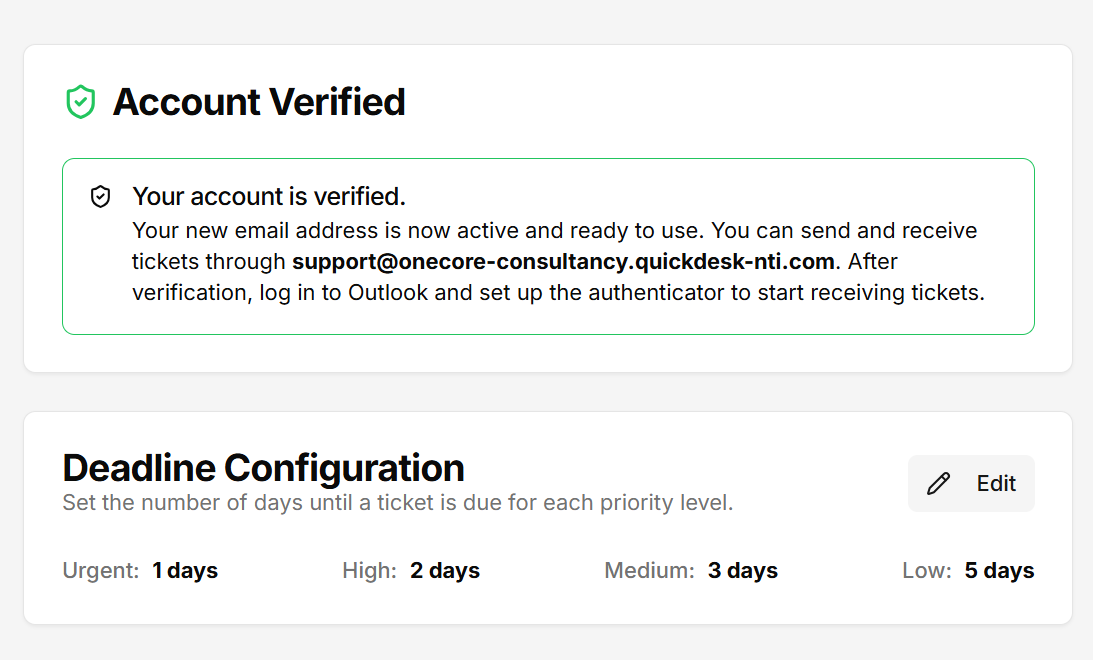 Account Verified
Your account is verified.
Your new email address is now active and ready to use. You can send and receive
tickets through support@onecore-consultancy.quickdesk-nti.com. After
verification, log in to Outlook and set up the authenticator to start receiving tickets.
Deadline Configuration
Set the number of days until a ticket is due for each priority level.
Edit
Urgent: 1 days High: 2 days Medium: 3 days Low: 5 days